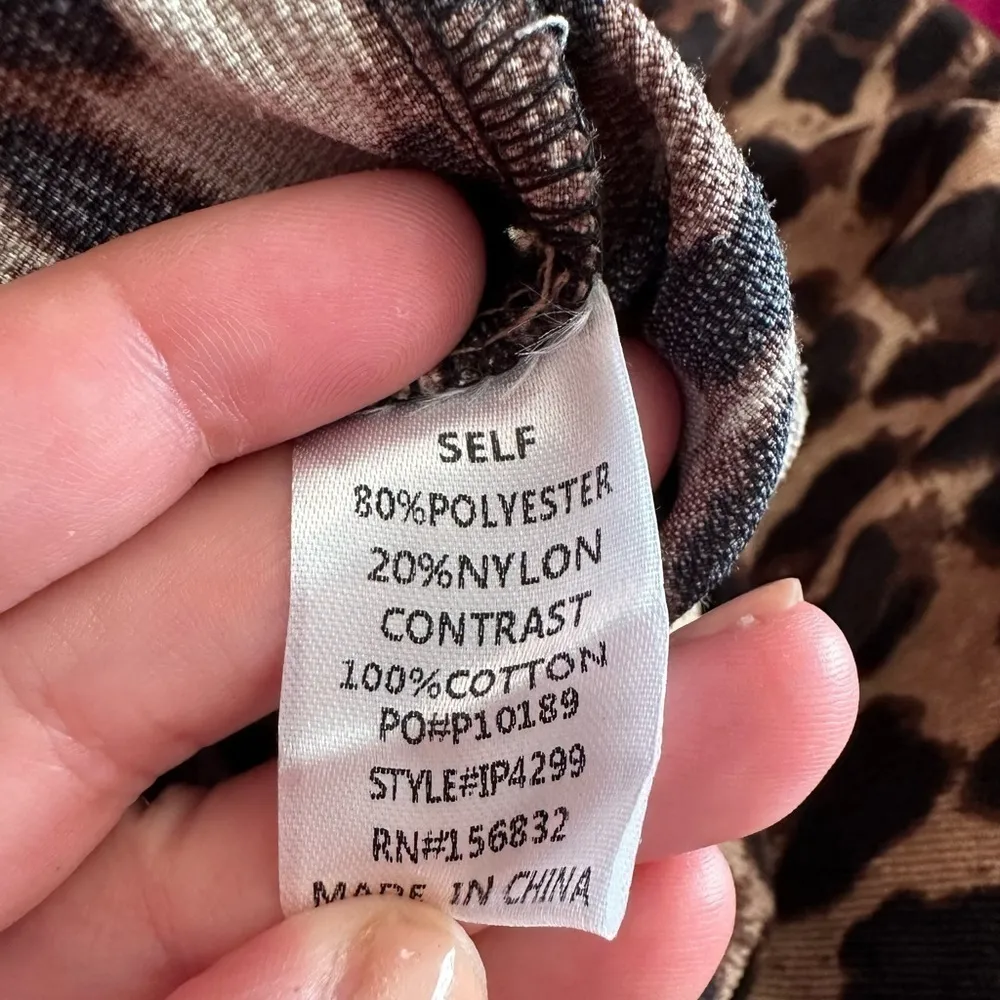 SELF
80%POLYESTER
20%NYLON
CONTRAST
100%COTTON
PO#P10189
STYLE#IP4299
RN#156832
MADE IN CHINA